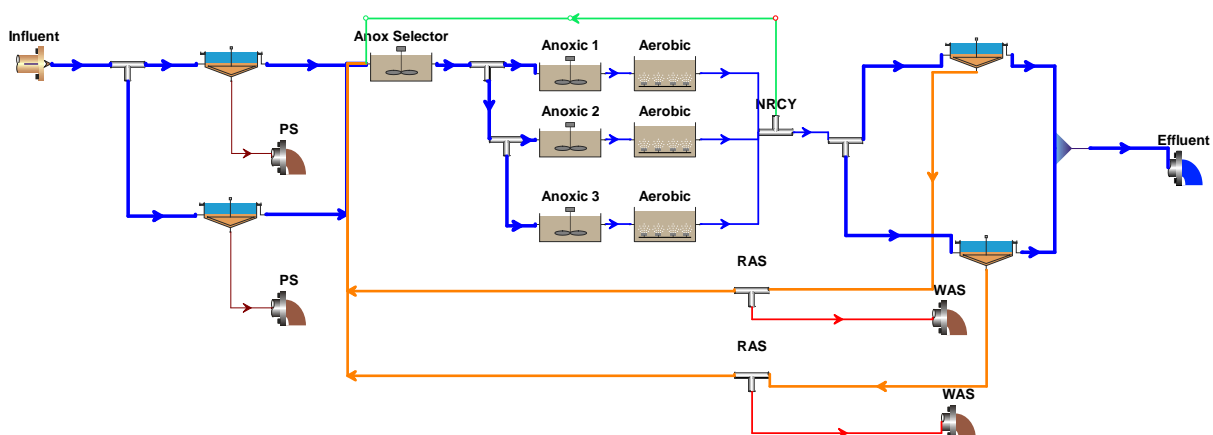 Influent
Anox Selector
Anoxic 1
Aerobic
NRCY
PS
Anoxic 2
Aerobic
Effluent
Anoxic 3
Aerobic
PS
RAS
WAS
RAS
WAS